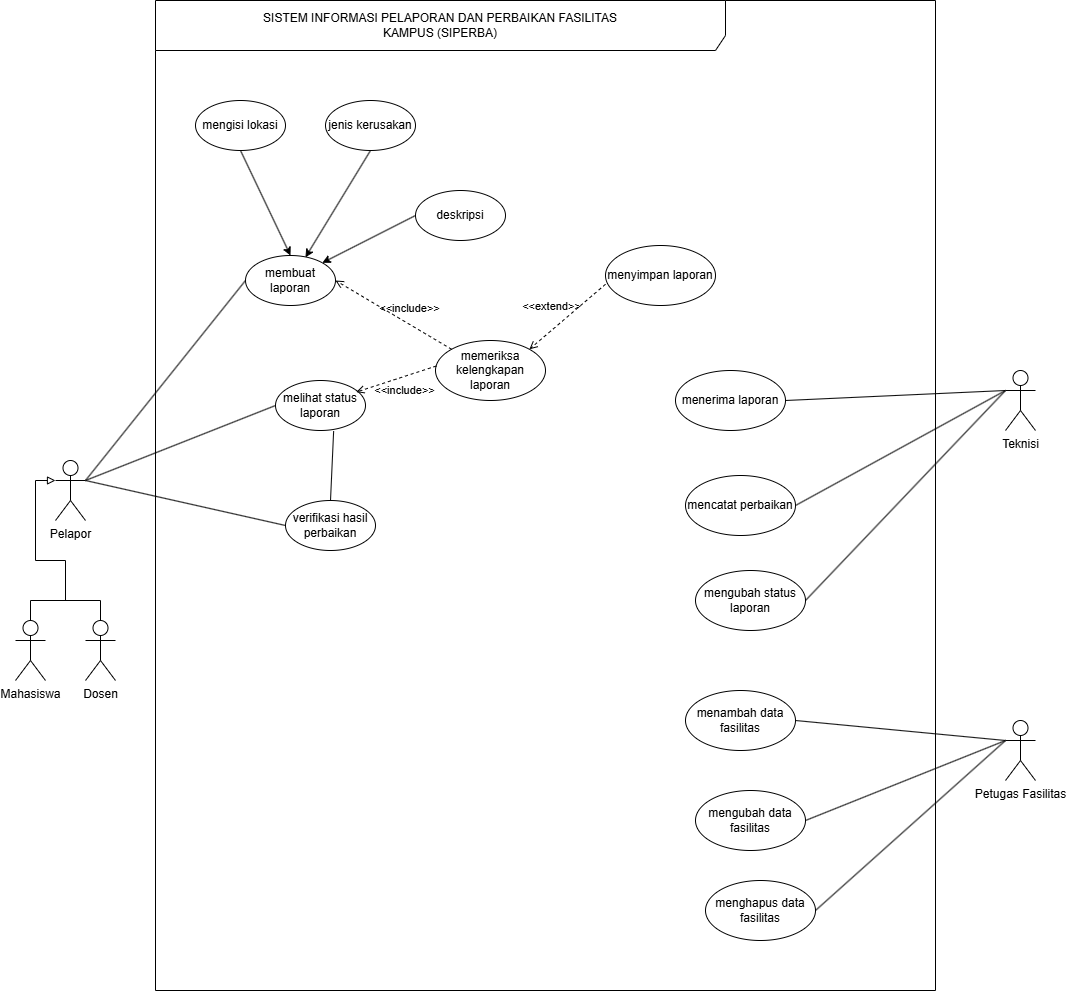 SISTEM INFORMASI PELAPORAN DAN PERBAIKAN FASILITAS
KAMPUS (SIPERBA)
mengisi lokasi
jenis kerusakan
deskripsi
membuat
laporan
menyimpan laporan
<<include>>
<<extend>>
memeriksa
kelengkapan
laporan
<<include>>
melihat status
laporan
menerima laporan
Teknisi
mencatat perbaikan
verifikasi hasil
perbaikan
Pelapor
mengubah status
laporan
Mahasiswa
Dosen
menambah data
fasilitas
Petugas Fasilitas
mengubah data
fasilitas
menghapus data
fasilitas